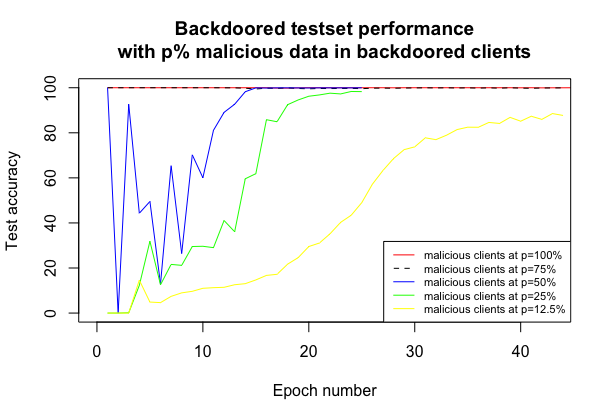 Backdoored testset performance
with p% malicious data in backdoored clients
Test accuracy
100
80
60
40
20
0
0 10 20 30 40
Epoch number
malicious clients at p=100%
malicious clients at p=75%
malicious clients at p=50%
malicious clients at p=25%
malicious clients at p=12.5%